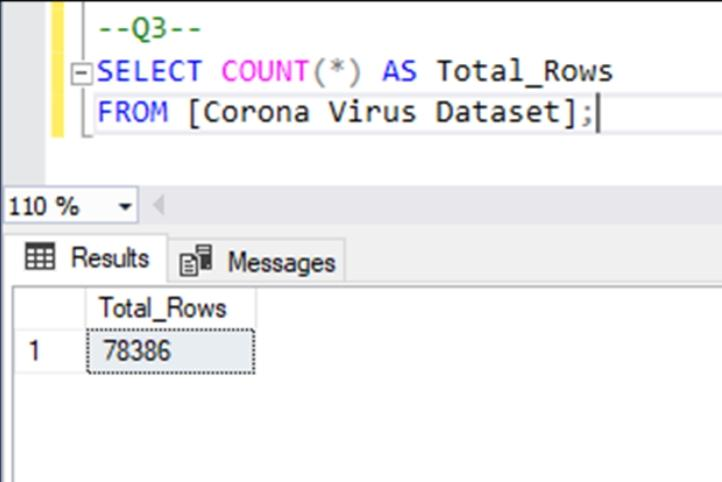 --Q3--
SELECT COUNT(*) AS Total_Rows
FROM [Corona Virus Dataset];
110 %
Results Messages
Total_Rows
1 78386